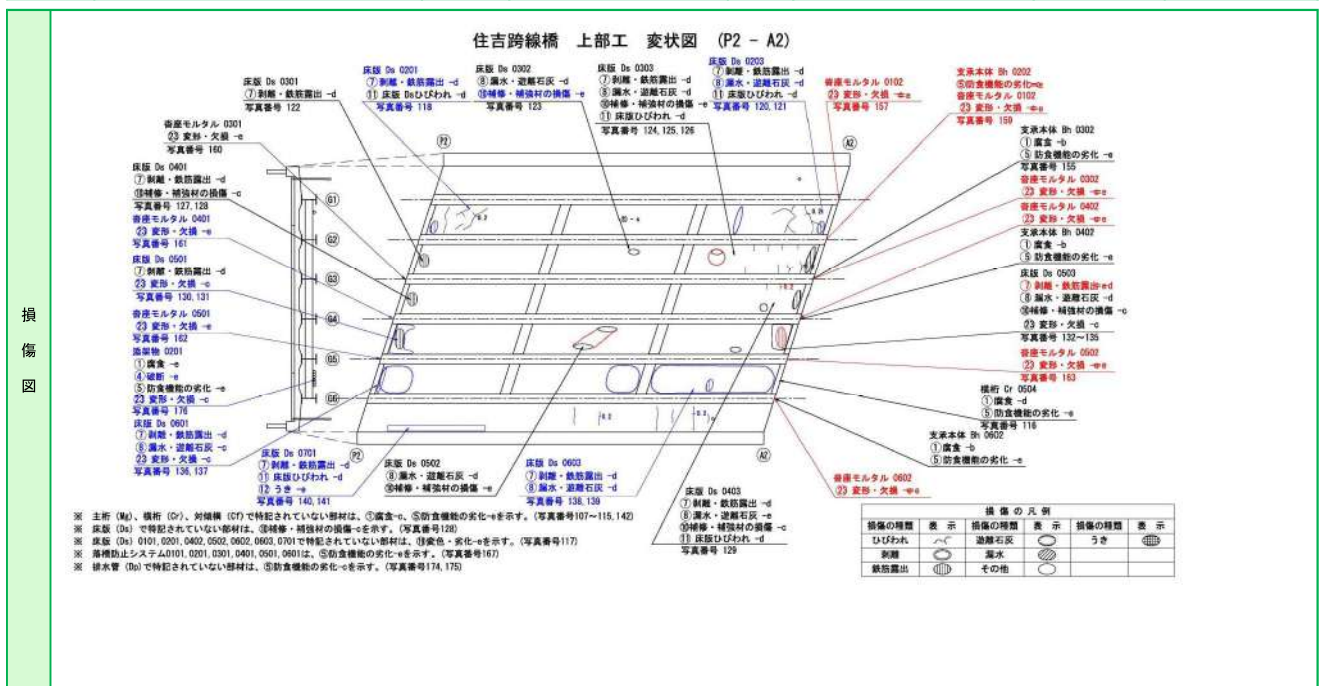 損傷図
住吉跨線橋 上部工 変状図 (P2 - A2)
床版 Ds 0301
⑦剥離・鉄筋露出 -d
写真番号 122
床版 Ds 0201
⑦剥離・鉄筋露出 -d
⑪ 床版 Dsひびわれ -d
写真番号 118
床版 Ds 0302
⑧漏水・遊離石灰 -d
⑩補修・補強材の損傷 -e
写真番号 123
床版 Ds 0303
⑦剥離・鉄筋露出 -d
⑧漏水・遊離石灰 -d
⑩補修・補強材の損傷 -e
⑪ 床版ひびわれ -d
写真番号 124, 125, 126
床版 Ds 0203
⑦剥離・鉄筋露出 -d
⑧漏水・遊離石灰 -d
⑪床版ひびわれ -d
写真番号 120, 121
沓座モルタル 0102
23 変形・欠損
写真番号 157
支承本体 Bh 0202
⑤防食機能の劣化
沓座モルタル 0102
23 変形・欠損
写真番号 159
支承本体 Bh 0302
①腐食 -b
⑤ 防食機能の劣化 -e
写真番号 155
沓座モルタル 0302
23 変形・欠損
沓座モルタル 0402
23 変形・欠損
支承本体 Bh 0402
①腐食 -b
⑤ 防食機能の劣化 -e
床版 Ds 0503
⑦ 剥離・鉄筋露出
⑧ 漏水・遊離石灰 -d
⑩補修・補強材の損傷 -c
23 変形・欠損 -c
写真番号 132～135
沓座モルタル 0502
23 変形・欠損
写真番号 163
横桁 Cr 0504
①腐食 -d
⑤防食機能の劣化 -e
写真番号 116
支承本体 Bh 0602
①腐食 -b
⑤防食機能の劣化 -e
沓座モルタル 0602
23 変形・欠損
沓座モルタル 0301
23 変形・欠損 -e
写真番号 160
床版 Ds 0401
⑦剥離・鉄筋露出 -d
⑩補修・補強材の損傷 -c
写真番号 127, 128
沓座モルタル 0401
23 変形・欠損 -e
写真番号 161
床版 Ds 0501
⑦剥離・鉄筋露出 -d
23 変形・欠損 -c
写真番号 130, 131
沓座モルタル 0501
23 変形・欠損 -e
写真番号 162
添架物 0201
①腐食 -e
④破断 -e
⑤防食機能の劣化 -e
23 変形・欠損 -c
写真番号 176
床版 Ds 0601
⑦剥離・鉄筋露出 -d
⑧漏水・遊離石灰 -c
23 変形・欠損 -c
写真番号 136, 137
P2
A2
G1
G2
G3
G4
G5
G6
P2
A2
床版 Ds 0701
⑦剥離・鉄筋露出 -d
⑪ 床版ひびわれ -d
12 うき -e
写真番号 140, 141
床版 Ds 0502
⑧漏水・遊離石灰 -d
⑩補修・補強材の損傷 -e
床版 Ds 0603
⑦剥離・鉄筋露出 -d
⑧漏水・遊離石灰 -d
写真番号 138, 139
床版 Ds 0403
⑦剥離・鉄筋露出 -d
⑧漏水・遊離石灰 -e
⑩補修・補強材の損傷 -c
⑪ 床版ひびわれ -d
写真番号 129
※ 主桁 (Mg)、横桁 (Cr)、対傾構 (Cf) で特記されていない部材は、①腐食-c、⑤防食機能の劣化-eを示す。(写真番号107～115, 142)
※ 床版 (Ds) で特記されていない部材は、⑩補修・補強材の損傷-cを示す。(写真番号128)
※ 床版 (Ds) 0101, 0201, 0402, 0502, 0602, 0603, 0701で特記されていない部材は、⑲変色・劣化-eを示す。(写真番号117)
※ 落橋防止システム0101, 0201, 0301, 0401, 0501, 0601は、⑤防食機能の劣化-eを示す。(写真番号167)
※ 排水管 (Dp) で特記されていない部材は、⑤防食機能の劣化-cを示す。(写真番号174, 175)
損傷の凡例
損傷の種類 表示 損傷の種類 表示 損傷の種類 表示
ひびわれ 遊離石灰 うき
剥離 漏水
鉄筋露出 その他